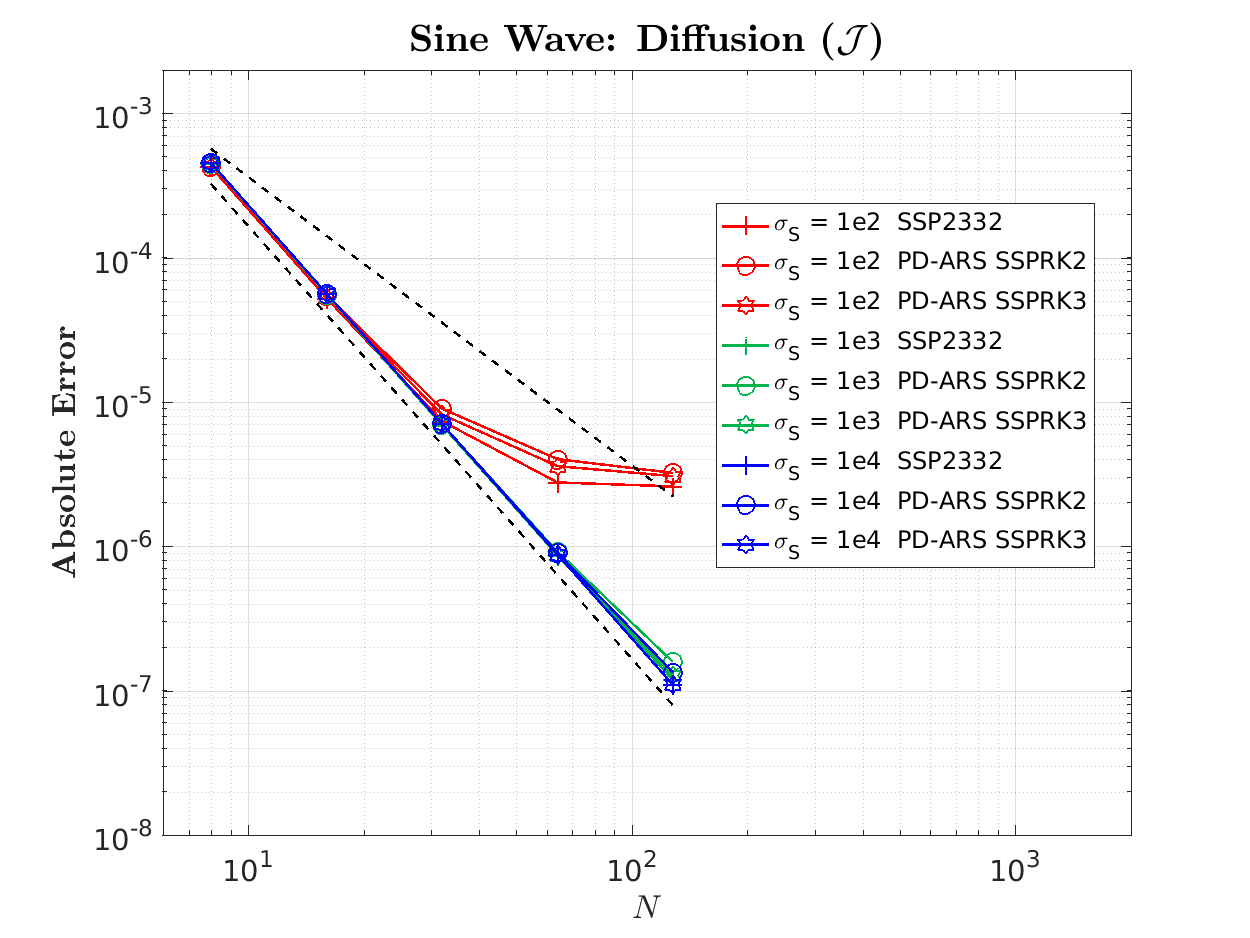 Sine Wave: Diffusion (𝒥)
Absolute Error
10^-3
10^-4
10^-5
10^-6
10^-7
10^-8
σ_S = 1e2 SSP2332
σ_S = 1e2 PD-ARS SSPRK2
σ_S = 1e2 PD-ARS SSPRK3
σ_S = 1e3 SSP2332
σ_S = 1e3 PD-ARS SSPRK2
σ_S = 1e3 PD-ARS SSPRK3
σ_S = 1e4 SSP2332
σ_S = 1e4 PD-ARS SSPRK2
σ_S = 1e4 PD-ARS SSPRK3
10^1 10^2 10^3
N